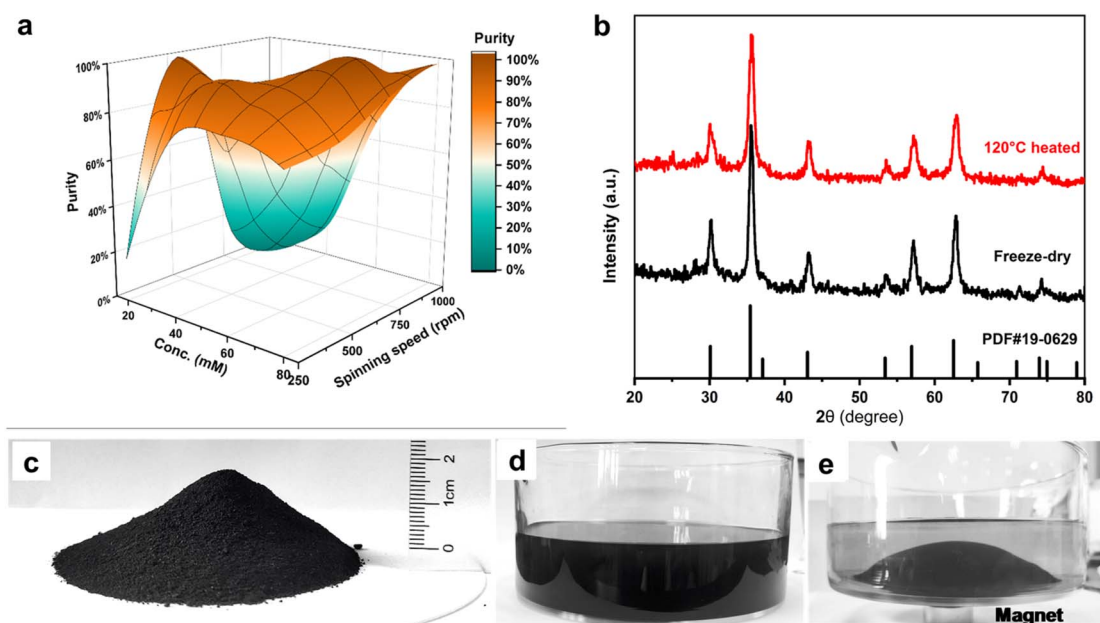 a
Purity
100%
80%
60%
40%
20%
0%
Purity
20
40
60
80
Conc. (mM)
250
500
750
1000
Spinning speed (rpm)
100%
90%
80%
70%
60%
50%
40%
30%
20%
10%
0%
b
Intensity (a.u.)
120°C heated
Freeze-dry
PDF#19-0629
20 30 40 50 60 70 80
2θ (degree)
c
2
1cm
0
d
e
Magnet